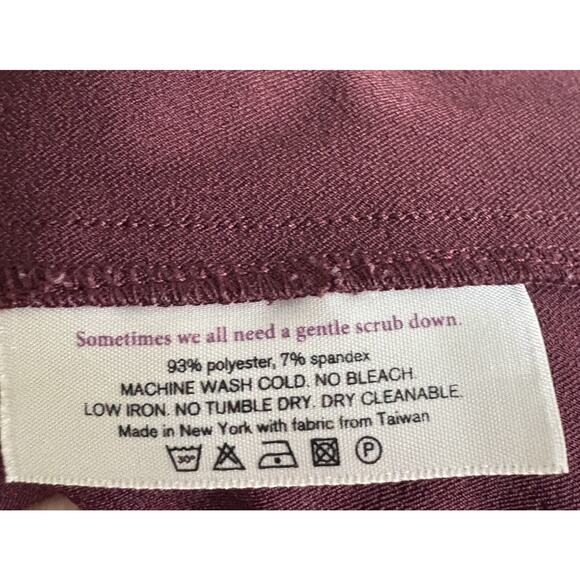 Sometimes we all need a gentle scrub down.
93% polyester, 7% spandex
MACHINE WASH COLD. NO BLEACH.
LOW IRON. NO TUMBLE DRY. DRY CLEANABLE.
Made in New York with fabric from Taiwan
30° P